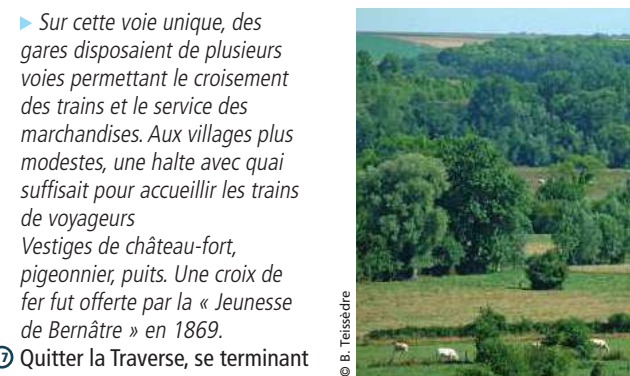 Sur cette voie unique, des
gares disposaient de plusieurs
voies permettant le croisement
des trains et le service des
marchandises. Aux villages plus
modestes, une halte avec quai
suffisait pour accueillir les trains
de voyageurs
Vestiges de château-fort,
pigeonnier, puits. Une croix de
fer fut offerte par la « Jeunesse
de Bernâtre » en 1869.
7 Quitter la Traverse, se terminant
© B. Teissèdre